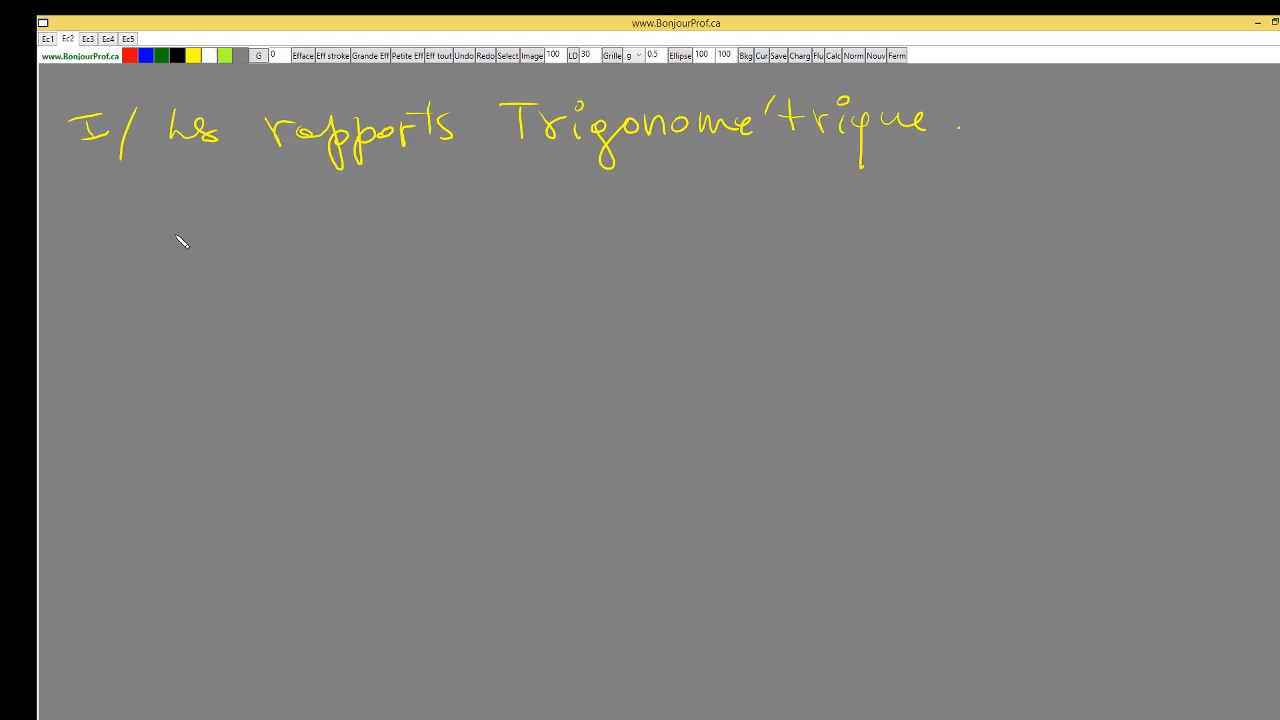 www.BonjourProf.ca
Ec1 Ec2 Ec3 Ec4 Ec5
www.BonjourProf.ca G 0 Efface Eff stroke Grande Eff Petite Eff Eff tout Undo Redo Select Image 100 LD 30 Grille g 0.5 Ellipse 100 100 Bkg Cur Save Charg Flu Calc Norm Nouv Ferm
I/ Les rapports Trigonométrique.